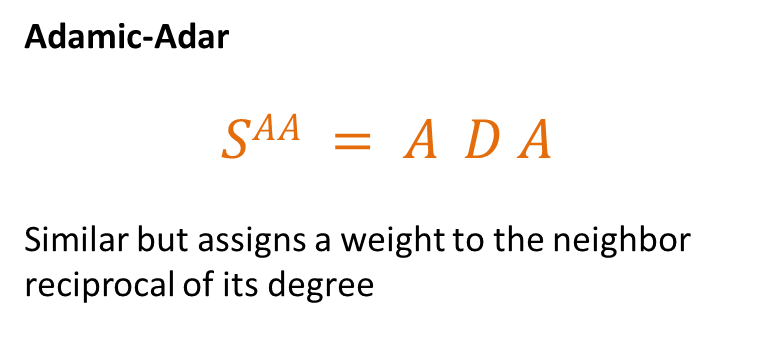 Adamic-Adar
S^{AA} = A D A
Similar but assigns a weight to the neighbor
reciprocal of its degree